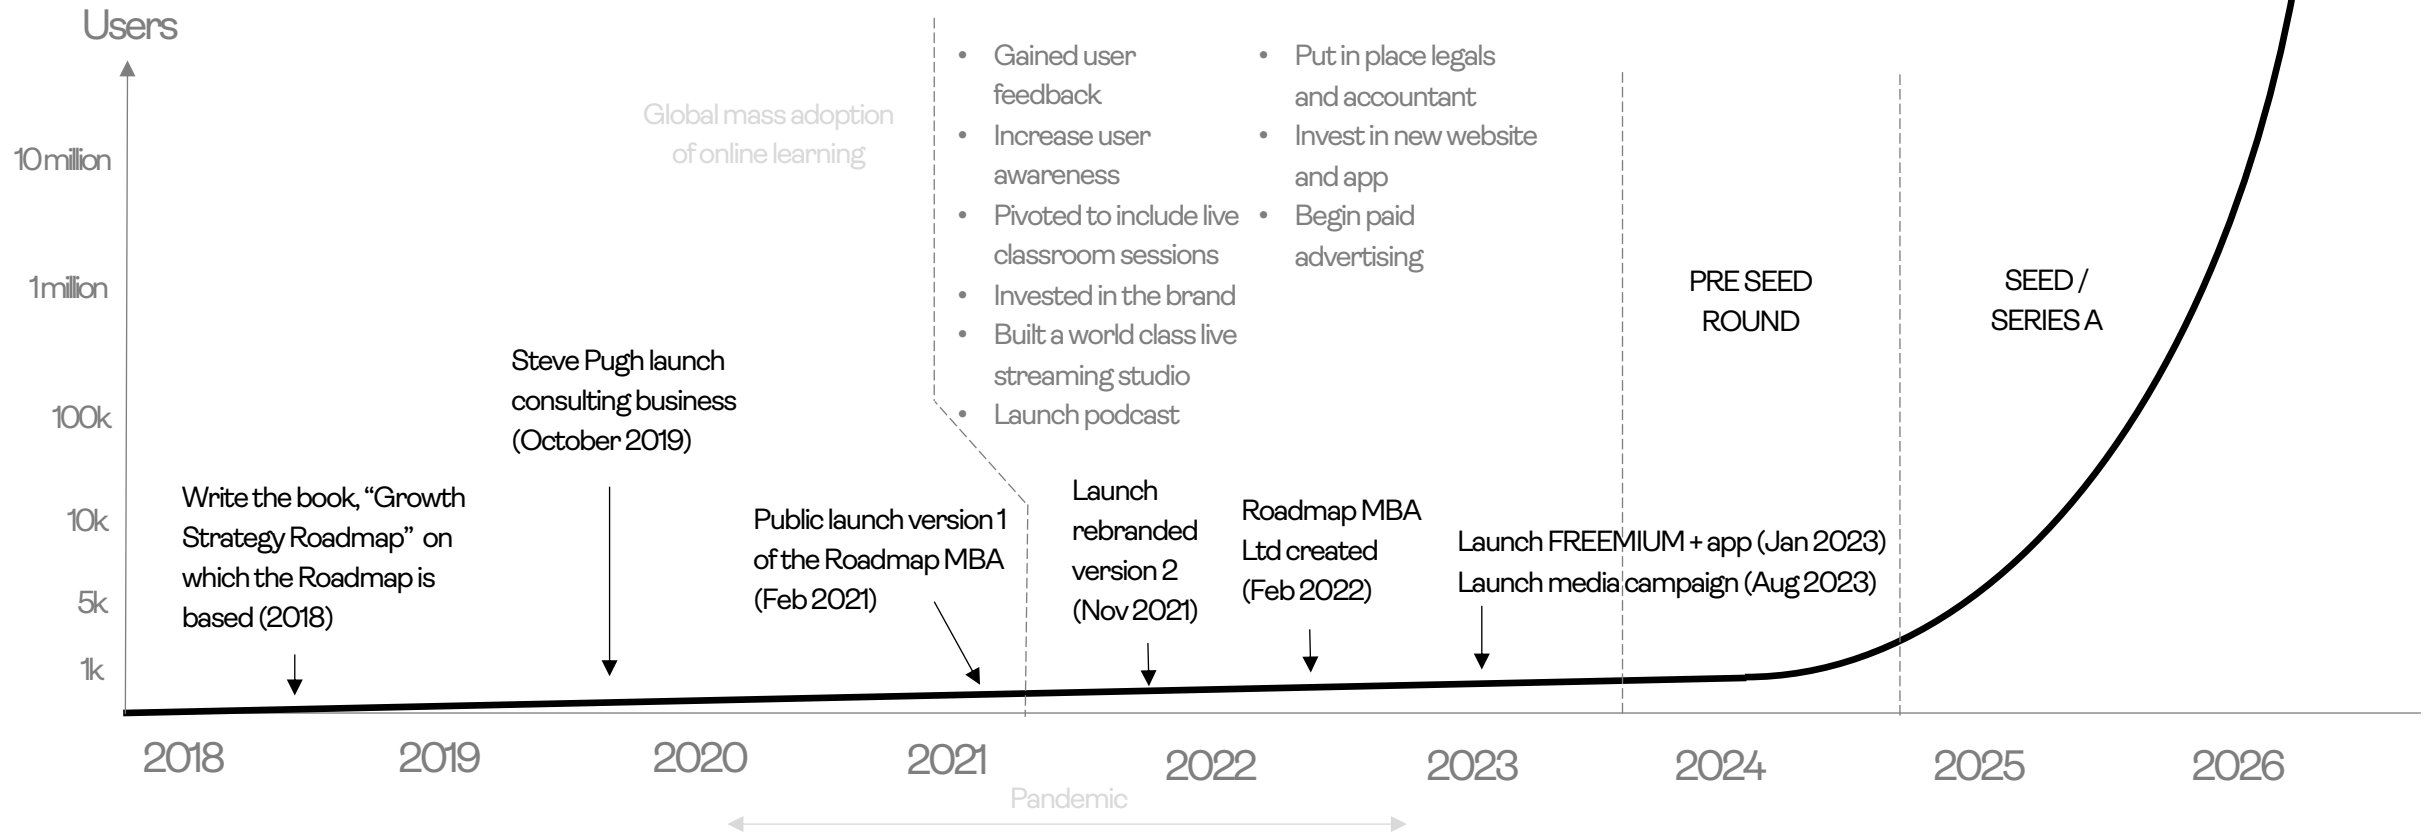 Users
10 million
1 million
100k
10k
5k
1k
Global mass adoption
of online learning
• Gained user
feedback
• Increase user
awareness
• Pivoted to include live
classroom sessions
• Invested in the brand
• Built a world class live
streaming studio
• Launch podcast
• Put in place legals
and accountant
• Invest in new website
and app
• Begin paid
advertising
PRE SEED
ROUND
SEED /
SERIES A
Write the book, “Growth
Strategy Roadmap” on
which the Roadmap is
based (2018)
Steve Pugh launch
consulting business
(October 2019)
Public launch version 1
of the Roadmap MBA
(Feb 2021)
Launch
rebranded
version 2
(Nov 2021)
Roadmap MBA
Ltd created
(Feb 2022)
Launch FREEMIUM + app (Jan 2023)
Launch media campaign (Aug 2023)
2018
2019
2020
2021
2022
2023
2024
2025
2026
Pandemic